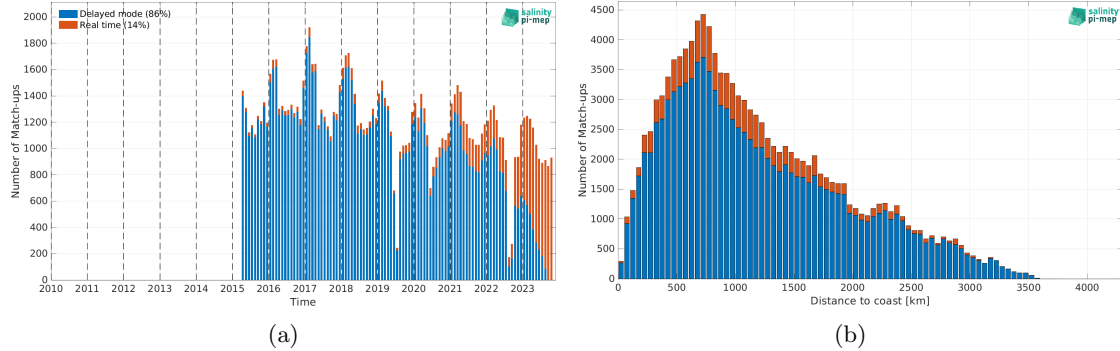 Delayed mode (86%)
Real time (14%)
salinity
pi-mep
Number of Match-ups
2000
1800
1600
1400
1200
1000
800
600
400
200
0
2010 2011 2012 2013 2014 2015 2016 2017 2018 2019 2020 2021 2022 2023
Time
(a)
salinity
pi-mep
Number of Match-ups
4500
4000
3500
3000
2500
2000
1500
1000
500
0
0 500 1000 1500 2000 2500 3000 3500 4000
Distance to coast [km]
(b)